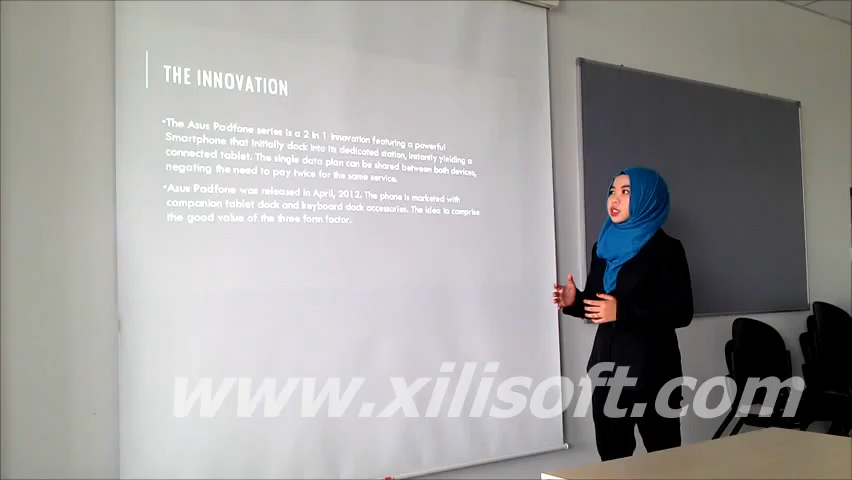 THE INNOVATION
•The Asus Padfone series is a 2 in 1 innovation featuring a powerful
Smartphone that initially dock into its dedicated station, instantly yielding a
connected tablet. The single data plan can be shared between both devices,
negating the need to pay twice for the same service.
•Asus Padfone was released in April, 2012. The phone is marketed with
companion tablet dock and keyboard dock accessories. The idea to comprise
the good value of the three form factor.
www.xilisoft.com